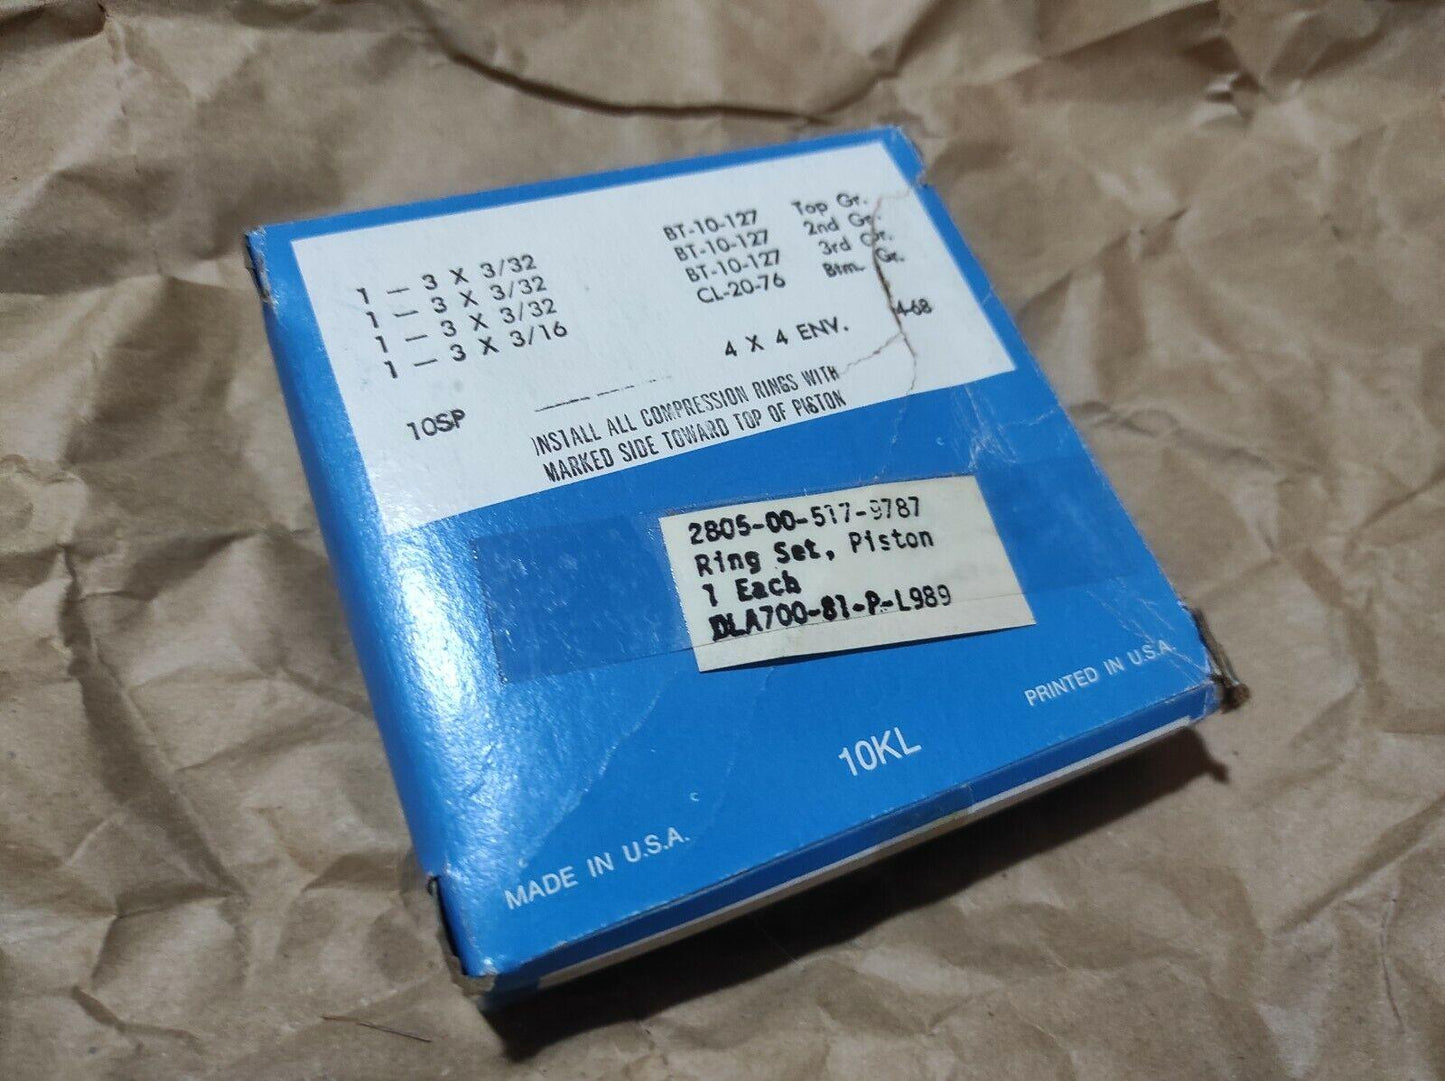 1 — 3 X 3/32 BT-10-127 Top Gr.
1 — 3 X 3/32 BT-10-127 2nd Gr.
1 — 3 X 3/32 BT-10-127 3rd Gr.
1 — 3 X 3/16 CL-20-76 Btm. Gr.
4 X 4 ENV. 4-68
10SP
INSTALL ALL COMPRESSION RINGS WITH
MARKED SIDE TOWARD TOP OF PISTON
2805-00-517-9787
Ring Set, Piston
1 Each
DLA700-81-P-L989
PRINTED IN U.S.A.
10KL
MADE IN U.S.A.